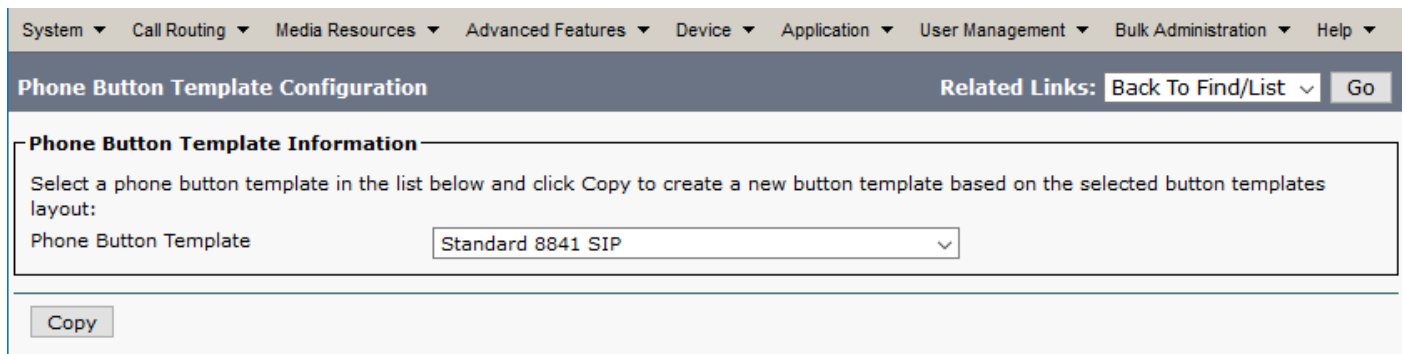 System Call Routing Media Resources Advanced Features Device Application User Management Bulk Administration Help
Phone Button Template Configuration Related Links: Back To Find/List Go
Phone Button Template Information
Select a phone button template in the list below and click Copy to create a new button template based on the selected button templates
layout:
Phone Button Template Standard 8841 SIP
Copy